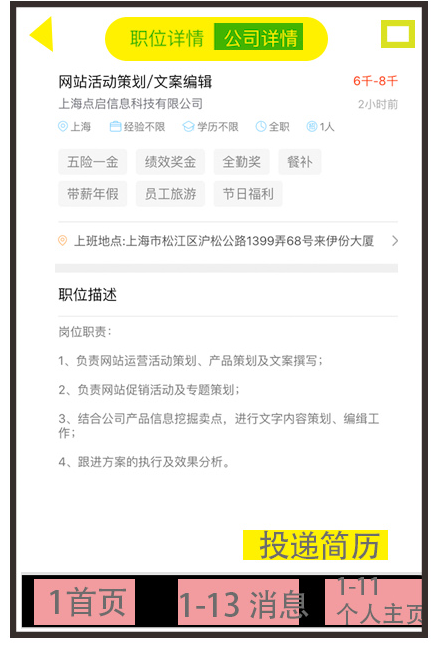 职位详情 公司详情
网站活动策划/文案编辑 6千-8千
上海点启信息科技有限公司 2小时前
上海 经验不限 学历不限 全职 1人
五险一金 绩效奖金 全勤奖 餐补
带薪年假 员工旅游 节日福利
上班地点:上海市松江区沪松公路1399弄68号来伊份大厦
职位描述
岗位职责：
1、负责网站运营活动策划、产品策划及文案撰写；
2、负责网站促销活动及专题策划；
3、结合公司产品信息挖掘卖点，进行文字内容策划、编缉工
作；
4、跟进方案的执行及效果分析。
投递简历
1首页 1-13 消息 1-11
个人主页